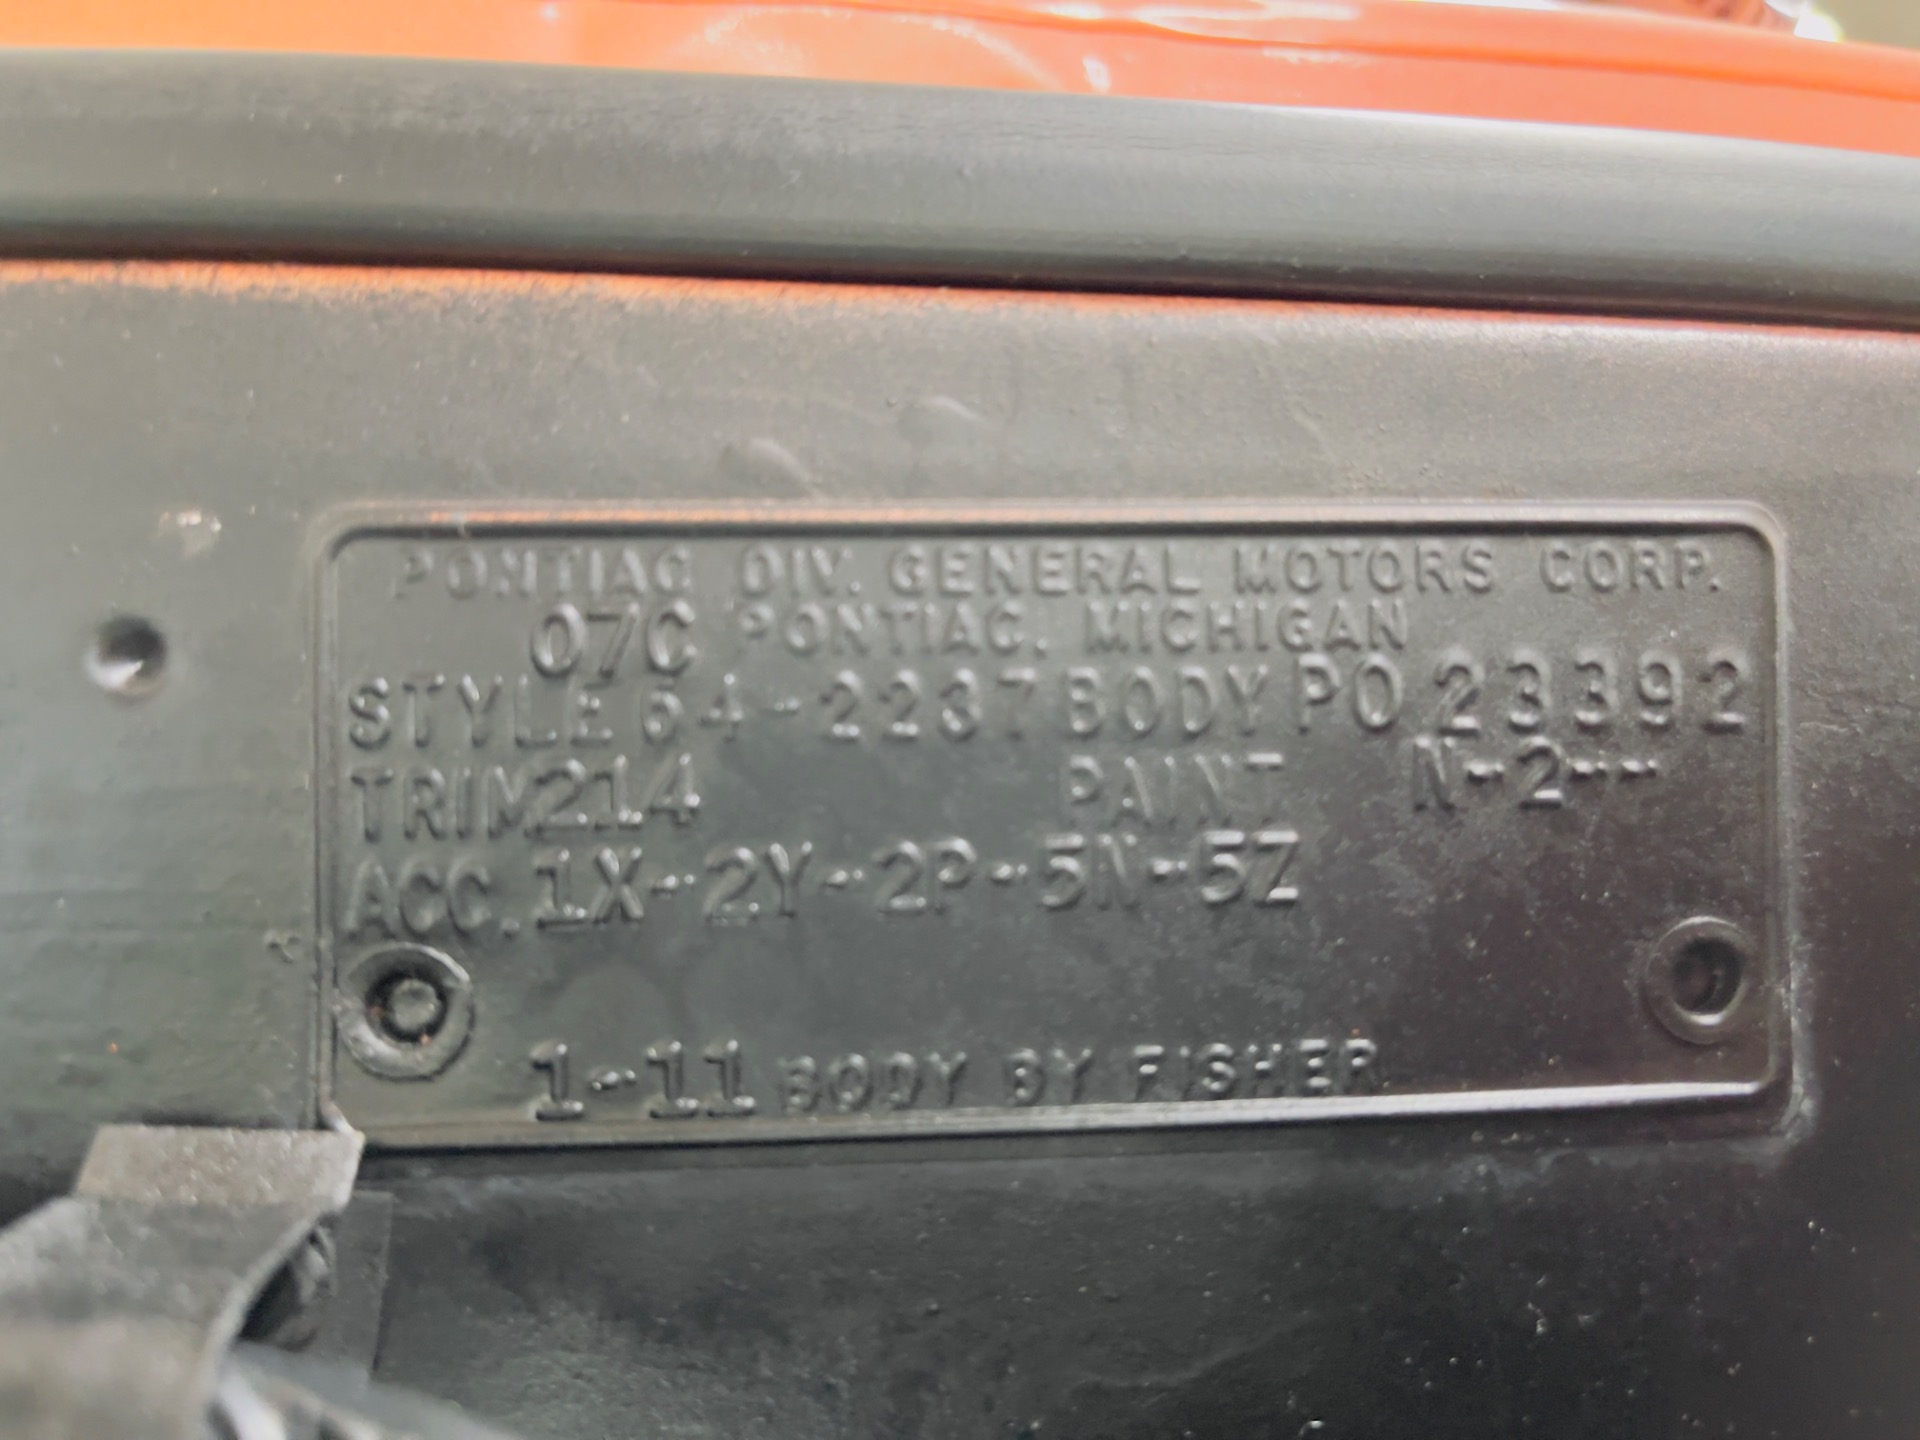 PONTIAC DIV. GENERAL MOTORS CORP.
07C PONTIAC, MICHIGAN
STYLE 64-2237 BODY PO 23392
TRIM 214 PAINT N-2--
ACC. 1X-2Y-2P-5N-5Z
1-11 BODY BY FISHER